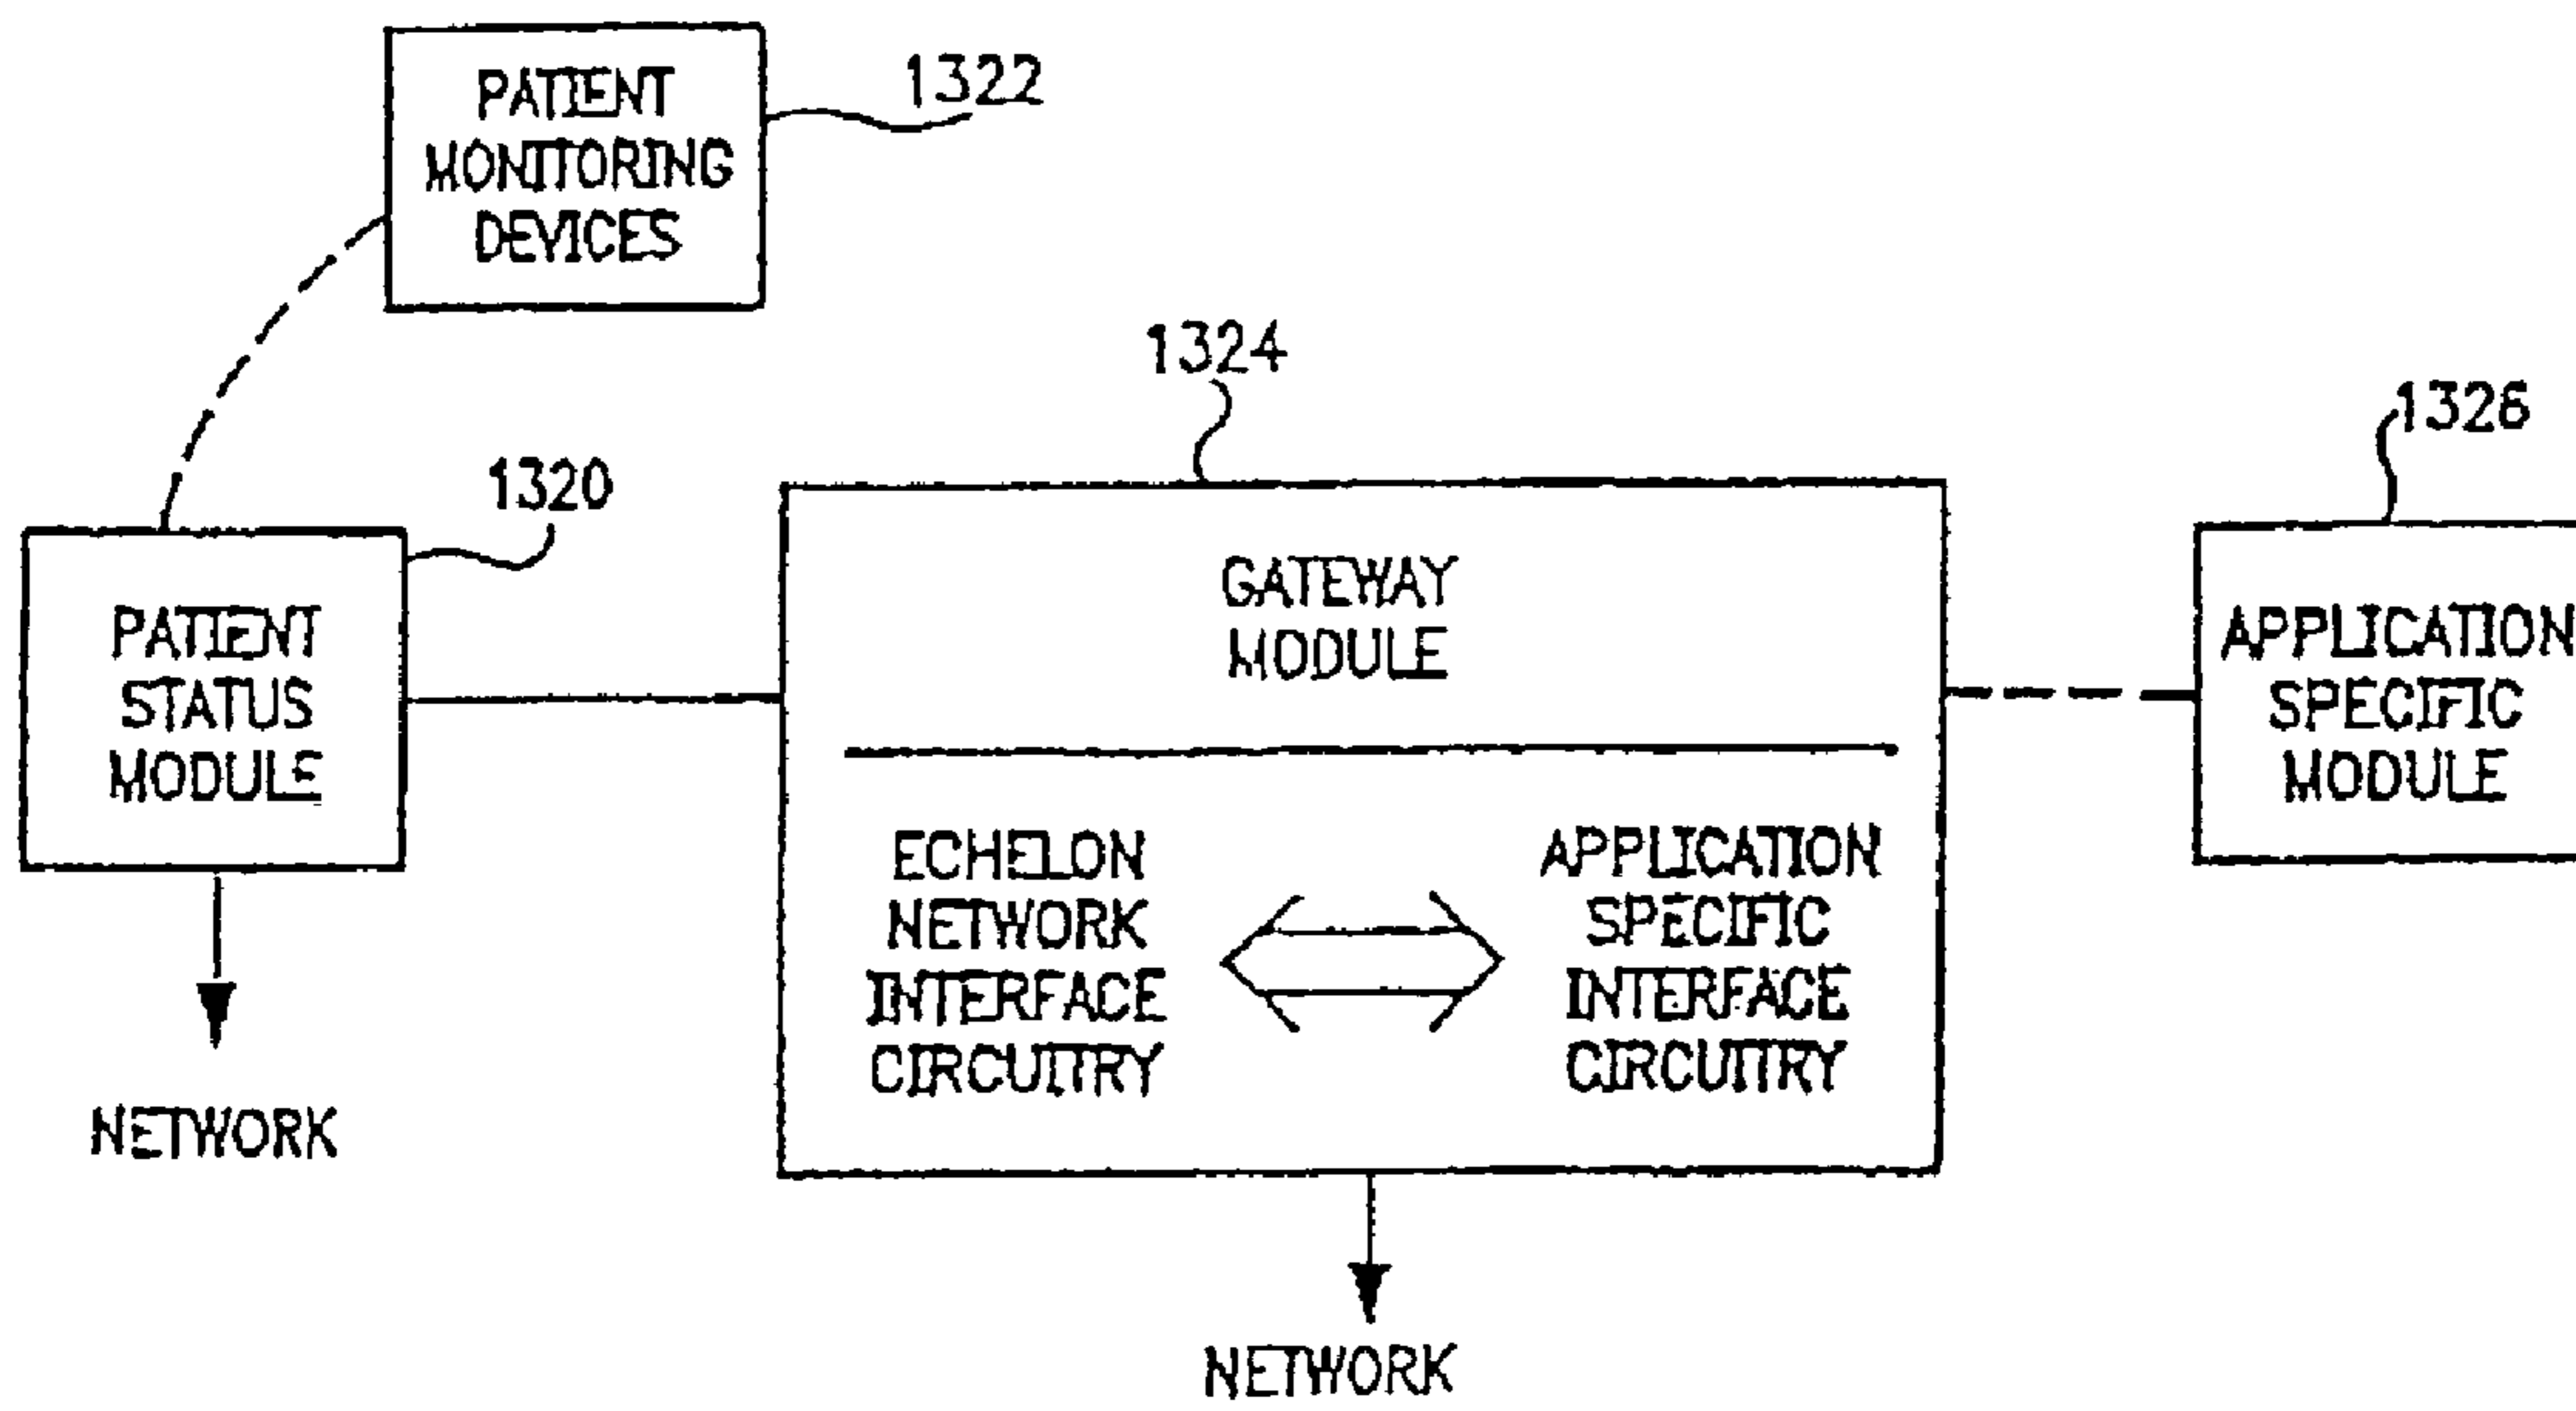 PATIENT
MONITORING
DEVICES
1322
1324
1326
1320
PATIENT
STATUS
MODULE
GATEWAY
MODULE
APPLICATION
SPECIFIC
MODULE
ECHELON
NETWORK
INTERFACE
CIRCUITRY
APPLICATION
SPECIFIC
INTERFACE
CIRCUITRY
NETWORK
NETWORK